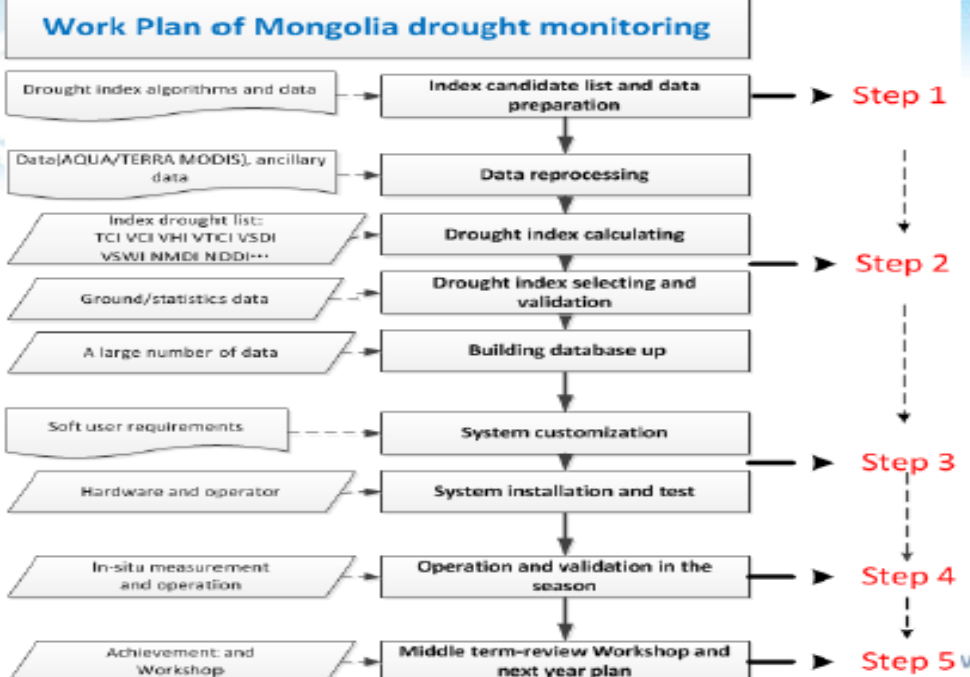 Work Plan of Mongolia drought monitoring
Drought index algorithms and data
Index candidate list and data
preparation
Step 1
Data(AQUA/TERRA MODIS), ancillary
data
Data reprocessing
Index drought list:
TCI VCI VHI VTCI VSDI
VSWI NMDI NDDI...
Drought index calculating
Step 2
Ground/statistics data
Drought index selecting and
validation
A large number of data
Building database up
Soft user requirements
System customization
Step 3
Hardware and operator
System installation and test
In-situ measurement
and operatiion
Operation and validation in the
season
Step 4
Achievement and
Workshop
Middle term-review Workshop and
next year plan
Step 5